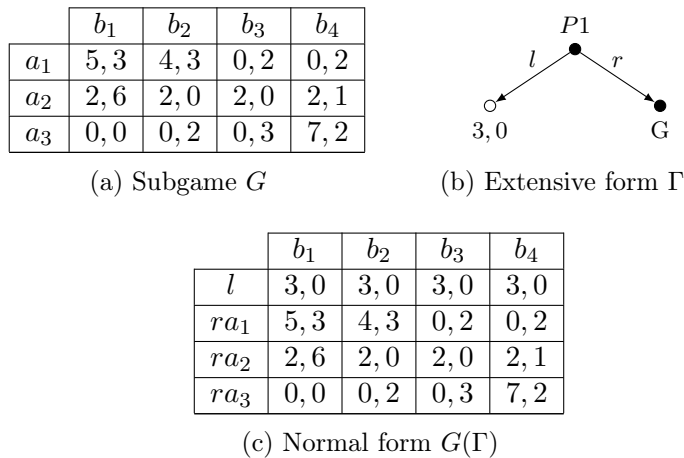 b₁ b₂ b₃ b₄
a₁ 5, 3 4, 3 0, 2 0, 2
a₂ 2, 6 2, 0 2, 0 2, 1
a₃ 0, 0 0, 2 0, 3 7, 2
(a) Subgame G
P1
l r
3, 0 G
(b) Extensive form Γ
b₁ b₂ b₃ b₄
l 3, 0 3, 0 3, 0 3, 0
ra₁ 5, 3 4, 3 0, 2 0, 2
ra₂ 2, 6 2, 0 2, 0 2, 1
ra₃ 0, 0 0, 2 0, 3 7, 2
(c) Normal form G(Γ)